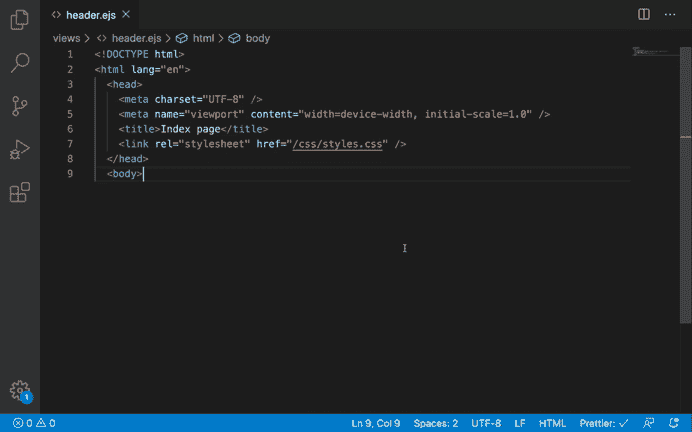 header.ejs
views > header.ejs > html > body
1 <!DOCTYPE html>
2 <html lang="en">
3 <head>
4 <meta charset="UTF-8" />
5 <meta name="viewport" content="width=device-width, initial-scale=1.0" />
6 <title>Index page</title>
7 <link rel="stylesheet" href="/css/styles.css" />
8 </head>
9 <body>
1
0 0 Ln 9, Col 9 Spaces: 2 UTF-8 LF HTML Prettier: ✓